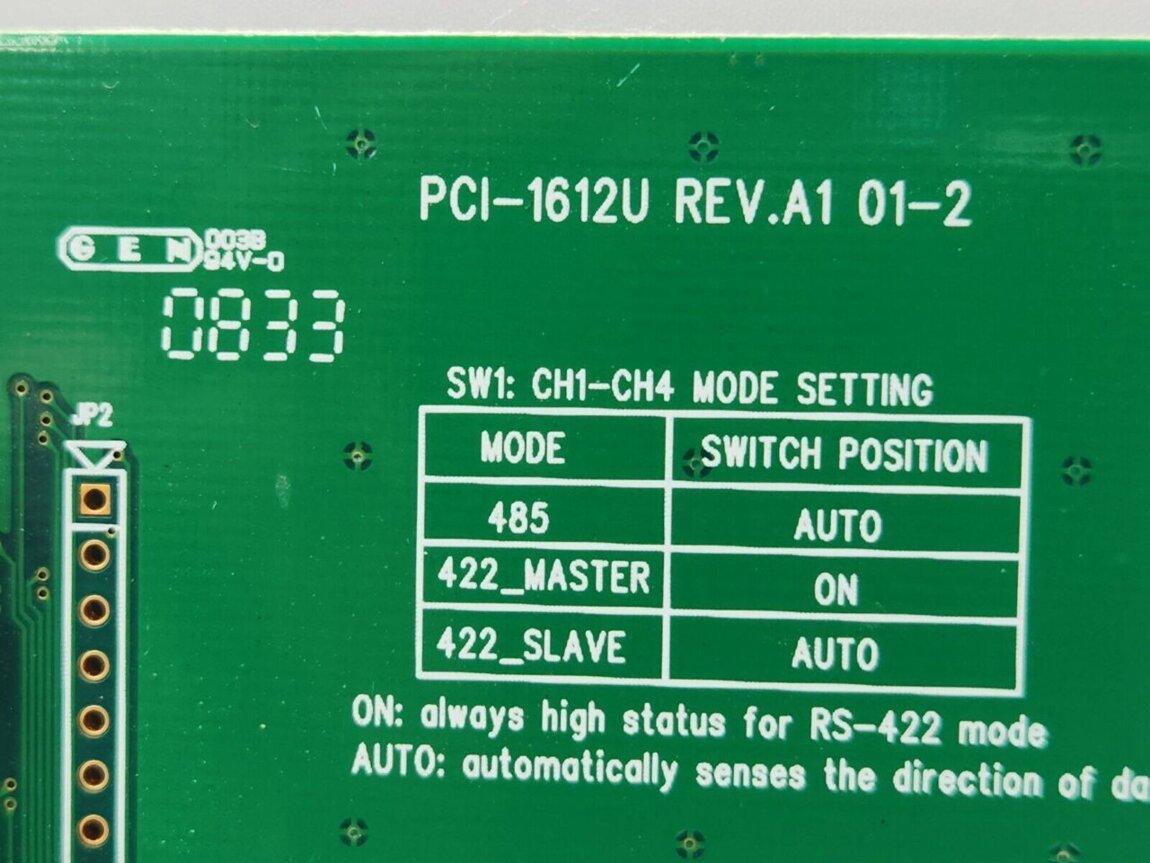 PCI-1612U REV.A1 01-2
GEN 003B
94V-0
0833
JP2
SW1: CH1-CH4 MODE SETTING
MODE SWITCH POSITION
485 AUTO
422_MASTER ON
422_SLAVE AUTO
ON: always high status for RS-422 mode
AUTO: automatically senses the direction of da